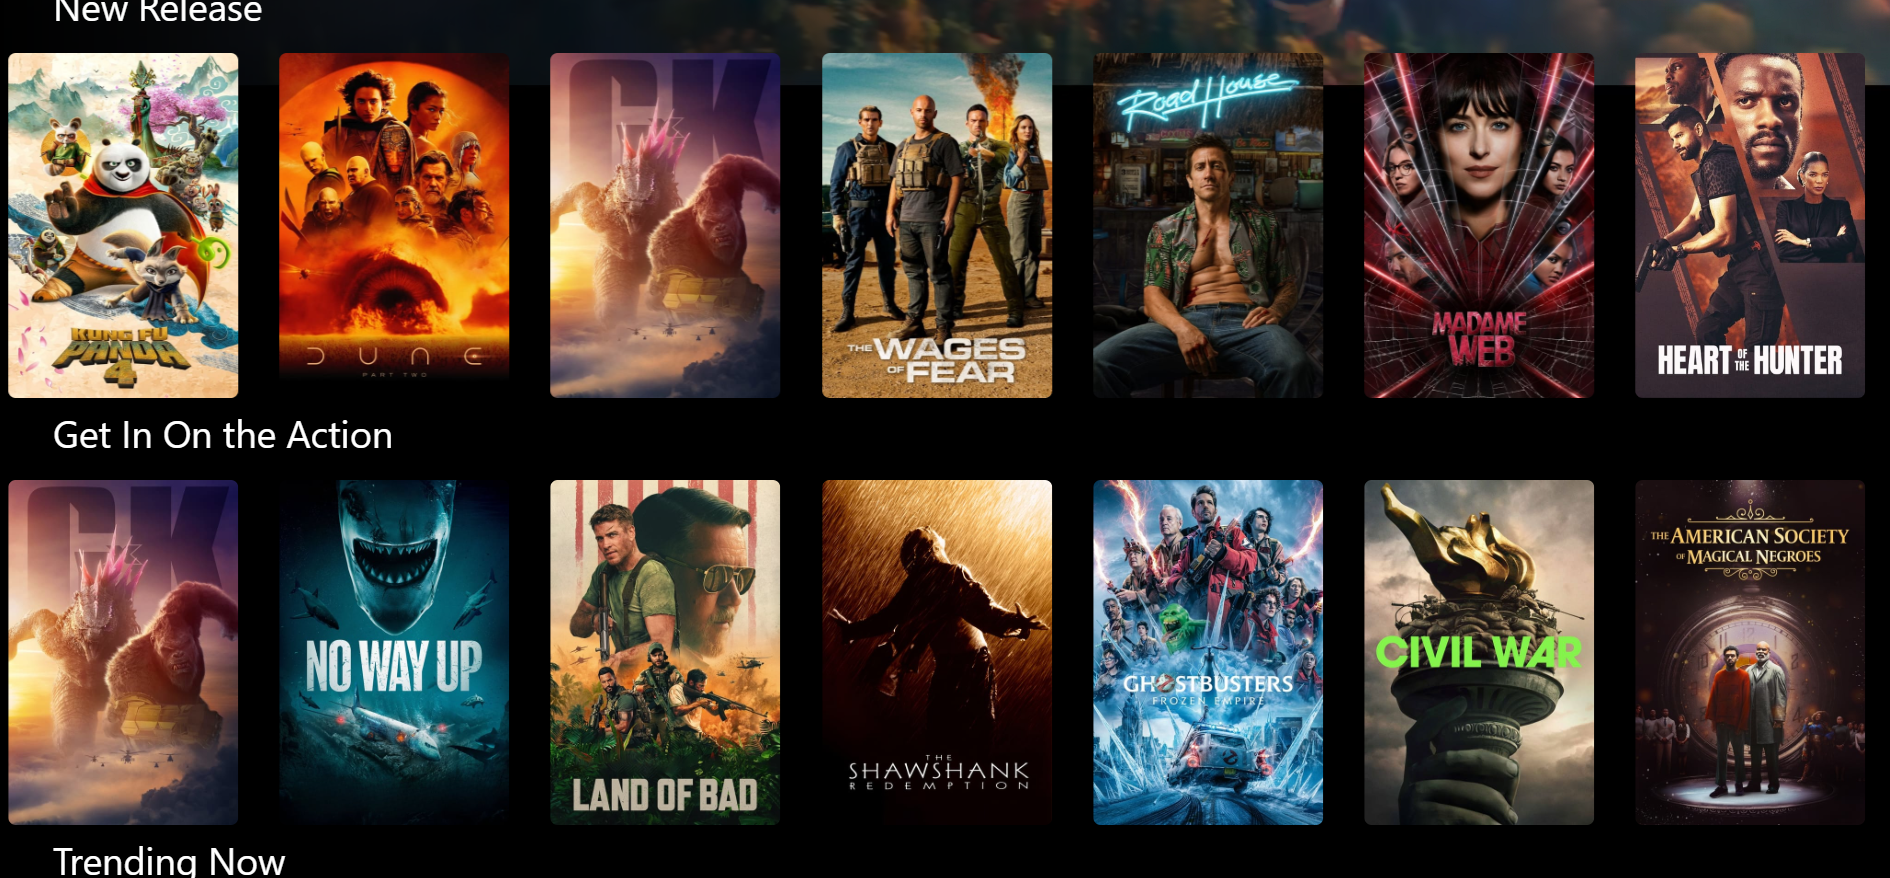 New Release
KUNG FU
PANDA
4
DUNE
PART TWO
GK
THE WAGES
OF FEAR
Road House
MADAME
WEB
HEART OF THE HUNTER
Get In On the Action
GK
NO WAY UP
LAND OF BAD
THE
SHAWSHANK
REDEMPTION
GHOSTBUSTERS
FROZEN EMPIRE
CIVIL WAR
THE AMERICAN SOCIETY
OF MAGICAL NEGROES
Trending Now